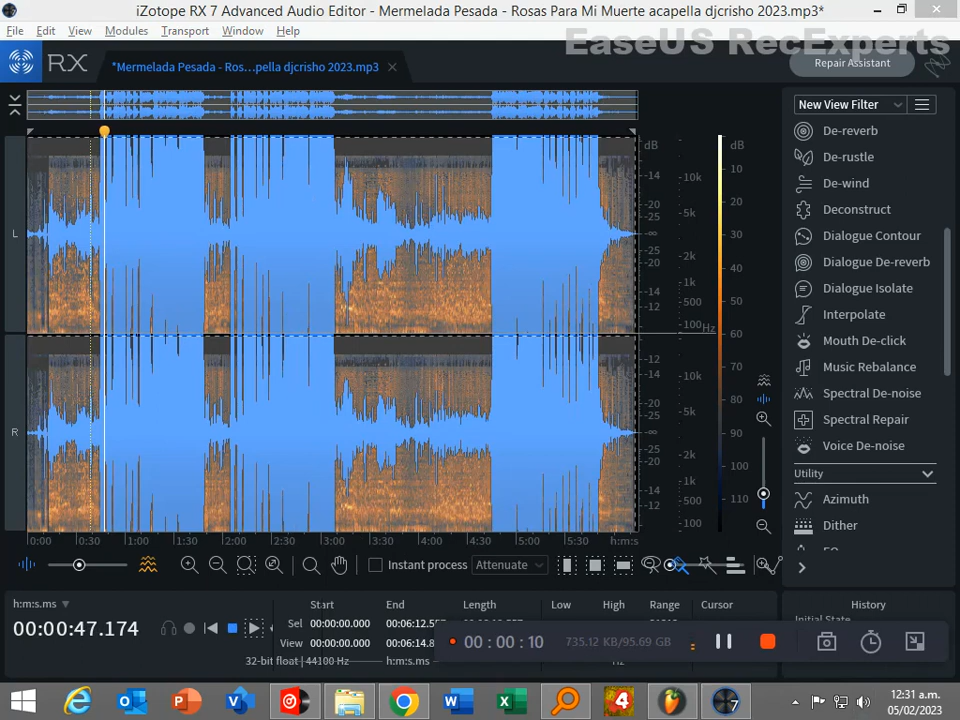 iZotope RX 7 Advanced Audio Editor - Mermelada Pesada - Rosas Para Mi Muerte acapella djcrisho 2023.mp3*
File Edit View Modules Transport Window Help
EaseUS RecExperts
RX
*Mermelada Pesada - Ros...pella djcrisho 2023.mp3
Repair Assistant
New View Filter
De-reverb
De-rustle
De-wind
Deconstruct
Dialogue Contour
Dialogue De-reverb
Dialogue Isolate
Interpolate
Mouth De-click
Music Rebalance
Spectral De-noise
Spectral Repair
Voice De-noise
Utility
Azimuth
Dither
L
R
dB
-14
-20
-25
-∞
-25
-20
-14
-12
-12
-14
-20
-25
-∞
-25
-20
-14
-12
10k
-5k
-2k
-1k
-500
-100
Hz
-10k
-5k
-2k
-1k
-500
-100
dB
10
20
30
40
50
60
70
80
90
100
110
0:00 0:30 1:00 1:30 2:00 2:30 3:00 3:30 4:00 4:30 5:00 5:30 h:m:s
Instant process Attenuate
h:m:s.ms
00:00:47.174
Start End Length Low High Range Cursor
Sel 00:00:00.000 00:06:12.58
View 00:00:00.000 00:06:14.8
h:m:s.ms
Hz
32-bit float | 44100 Hz
History
Initial State
00 : 00 : 10 735.12 KB/95.69 GB
12:31 a.m.
05/02/2023